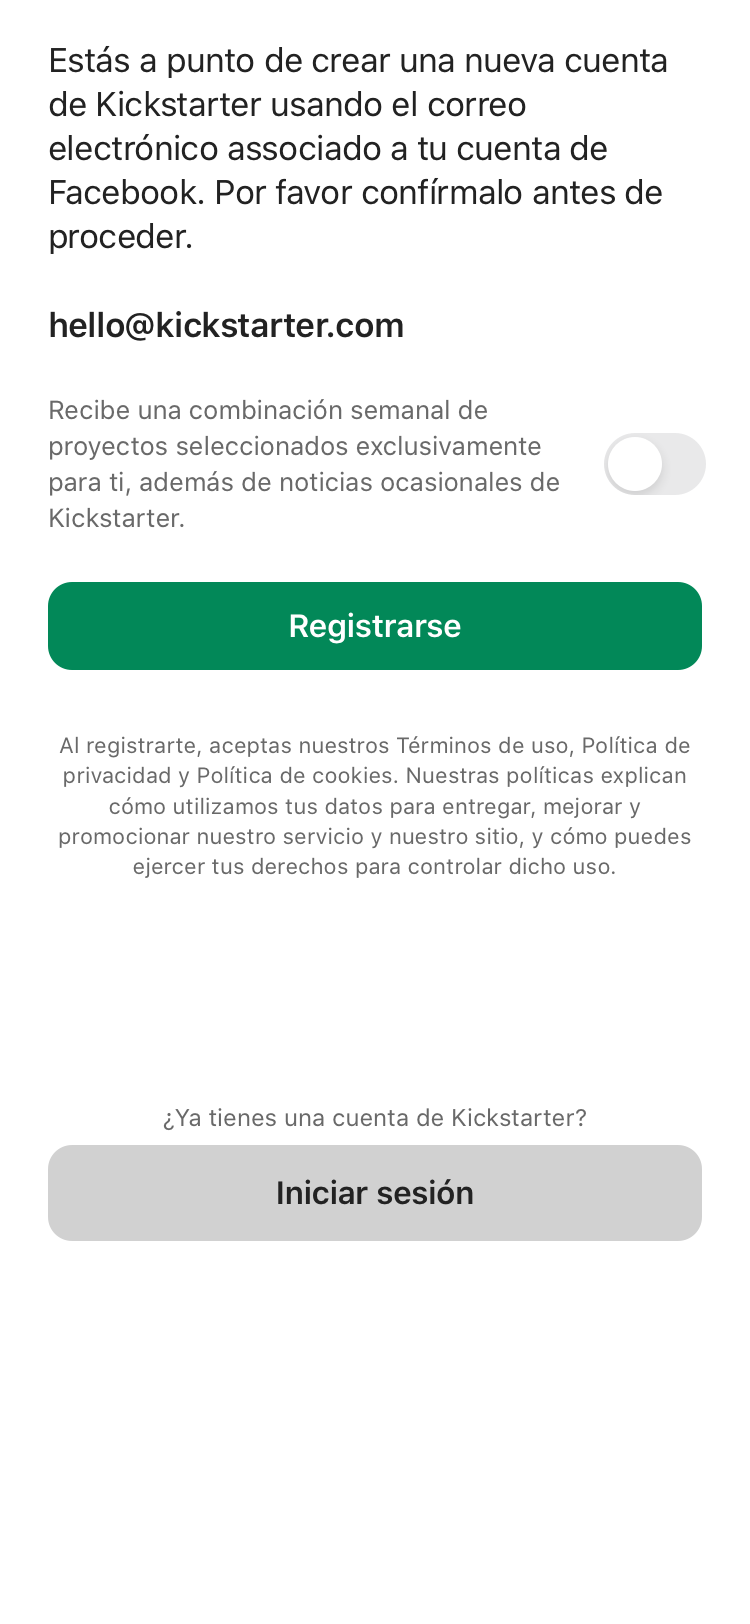 Estás a punto de crear una nueva cuenta
de Kickstarter usando el correo
electrónico associado a tu cuenta de
Facebook. Por favor confírmalo antes de
proceder.
hello@kickstarter.com
Recibe una combinación semanal de
proyectos seleccionados exclusivamente
para ti, además de noticias ocasionales de
Kickstarter.
Registrarse
Al registrarte, aceptas nuestros Términos de uso, Política de
privacidad y Política de cookies. Nuestras políticas explican
cómo utilizamos tus datos para entregar, mejorar y
promocionar nuestro servicio y nuestro sitio, y cómo puedes
ejercer tus derechos para controlar dicho uso.
¿Ya tienes una cuenta de Kickstarter?
Iniciar sesión